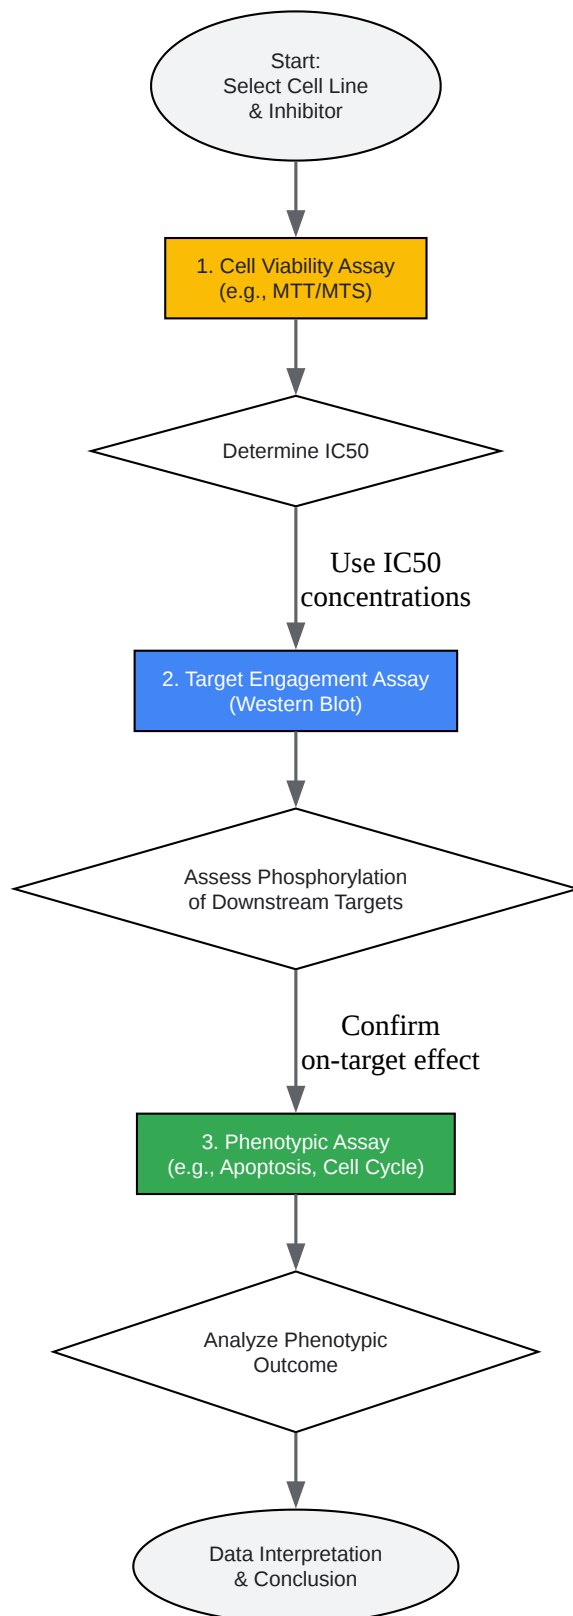 Start:
Select Cell Line
& Inhibitor
1. Cell Viability Assay
(e.g., MTT/MTS)
Determine IC50
Use IC50
concentrations
2. Target Engagement Assay
(Western Blot)
Assess Phosphorylation
of Downstream Targets
Confirm
on-target effect
3. Phenotypic Assay
(e.g., Apoptosis, Cell Cycle)
Analyze Phenotypic
Outcome
Data Interpretation
& Conclusion